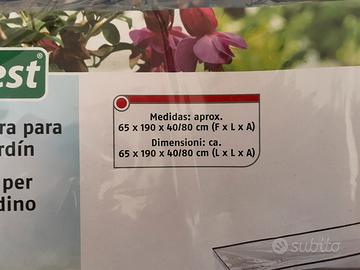 est
Medidas: aprox.
65 x 190 x 40/80 cm (F x L x A)
Dimensioni: ca.
65 x 190 x 40/80 cm (L x L x A)
ra para
rdín
per
dino
subito